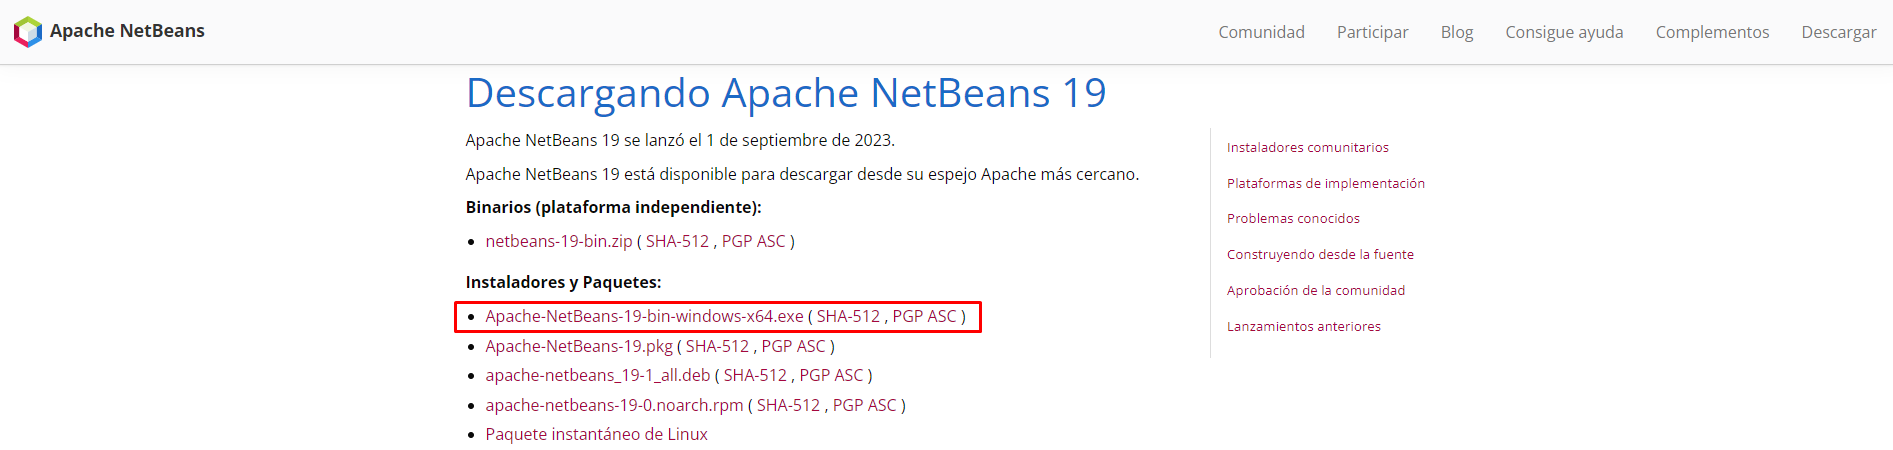 Apache NetBeans
Comunidad Participar Blog Consigue ayuda Complementos Descargar
Descargando Apache NetBeans 19
Apache NetBeans 19 se lanzó el 1 de septiembre de 2023.
Apache NetBeans 19 está disponible para descargar desde su espejo Apache más cercano.
Binarios (plataforma independiente):
netbeans-19-bin.zip ( SHA-512 , PGP ASC )
Instaladores y Paquetes:
Apache-NetBeans-19-bin-windows-x64.exe ( SHA-512 , PGP ASC )
Apache-NetBeans-19.pkg ( SHA-512 , PGP ASC )
apache-netbeans_19-1_all.deb ( SHA-512 , PGP ASC )
apache-netbeans-19-0.noarch.rpm ( SHA-512 , PGP ASC )
Paquete instantáneo de Linux
Instaladores comunitarios
Plataformas de implementación
Problemas conocidos
Construyendo desde la fuente
Aprobación de la comunidad
Lanzamientos anteriores